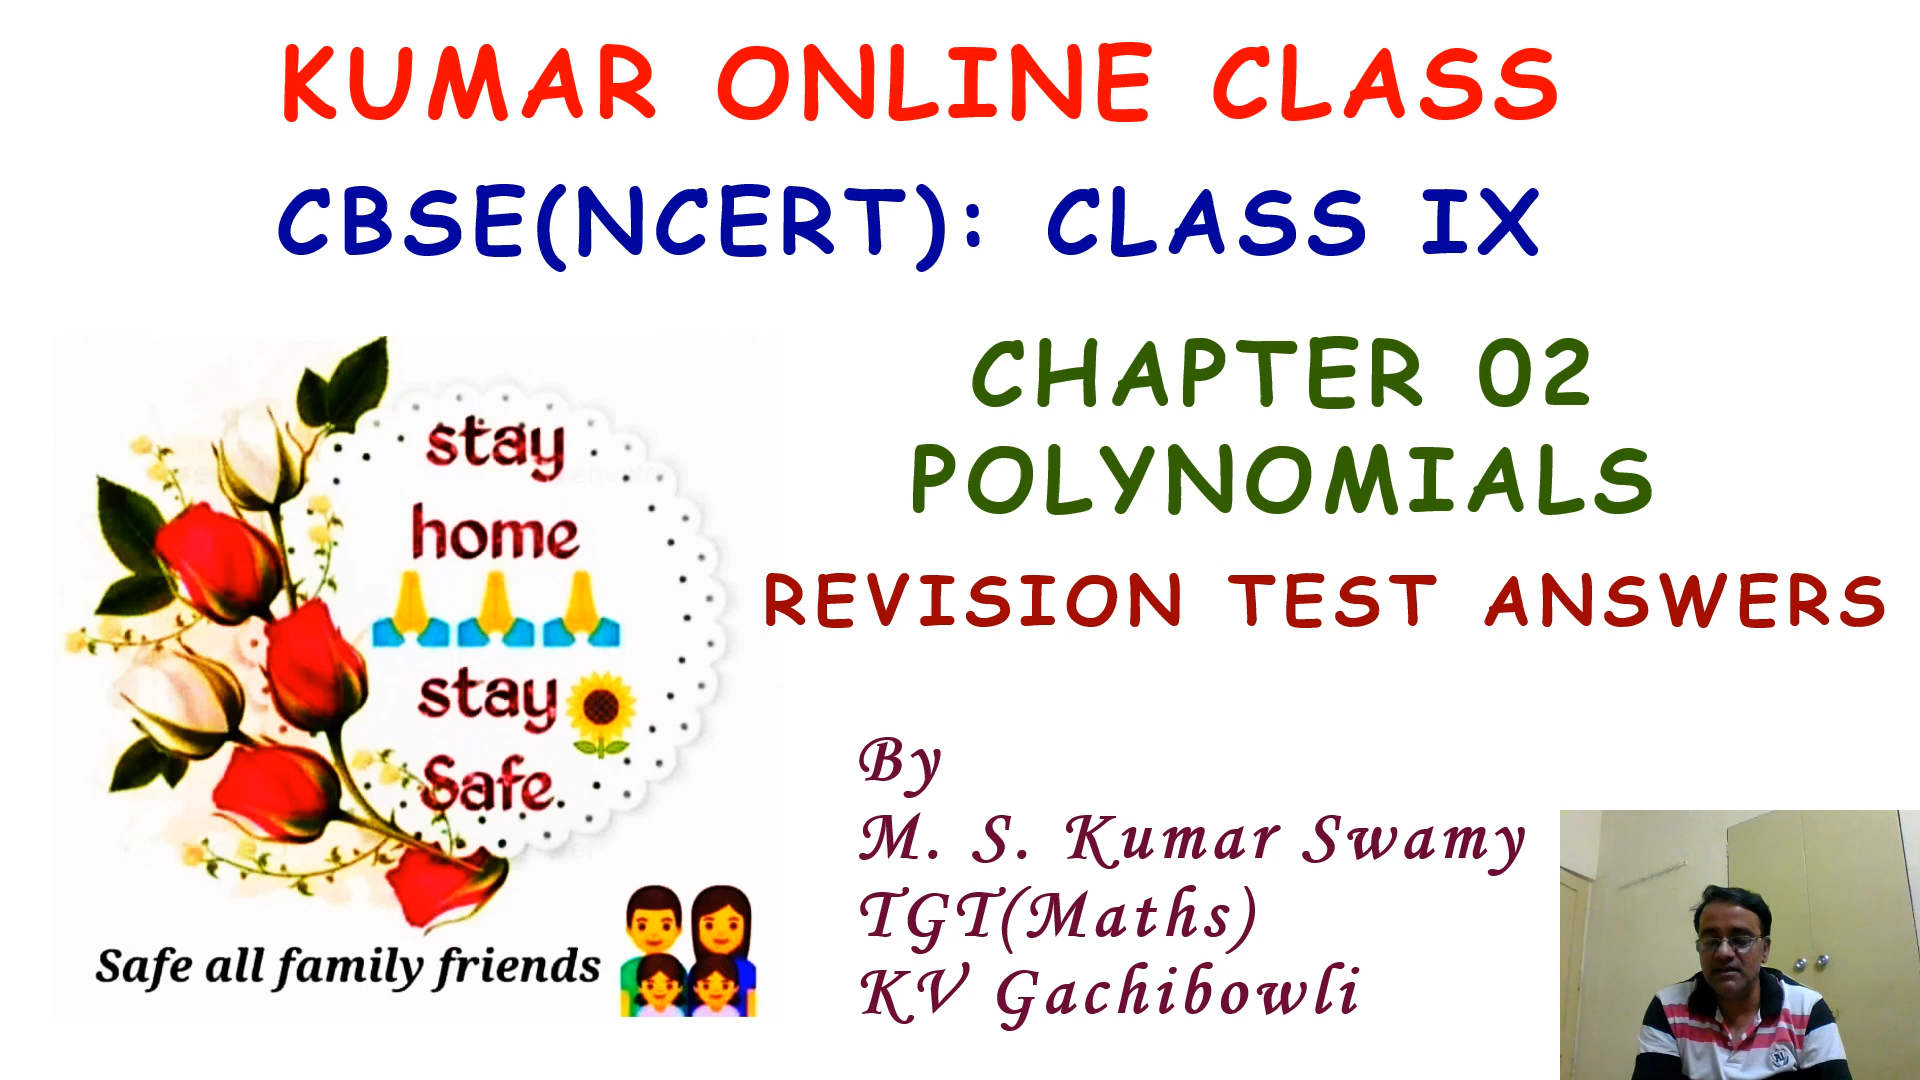 KUMAR ONLINE CLASS
CBSE(NCERT): CLASS IX
CHAPTER 02
POLYNOMIALS
REVISION TEST ANSWERS
stay
home
stay
Safe.
Safe all family friends
By
M. S. Kumar Swamy
TGT(Maths)
KV Gachibowli